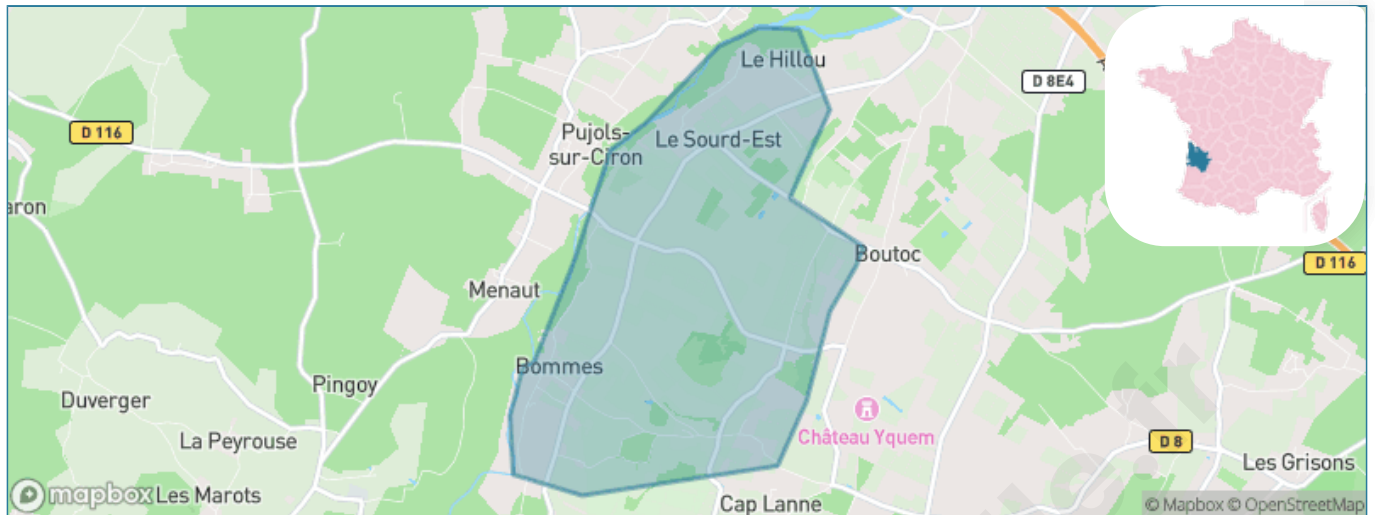 Le Hillou
D 8E4
D 116
Pujols-
sur-Ciron
Le Sourd-Est
aron
Boutoc
D 116
Menaut
Bommes
Pingoy
Duverger
Château Yquem
La Peyrouse
D 8
Les Grisons
mapbox
Les Marots
Cap Lanne
© Mapbox © OpenStreetMap